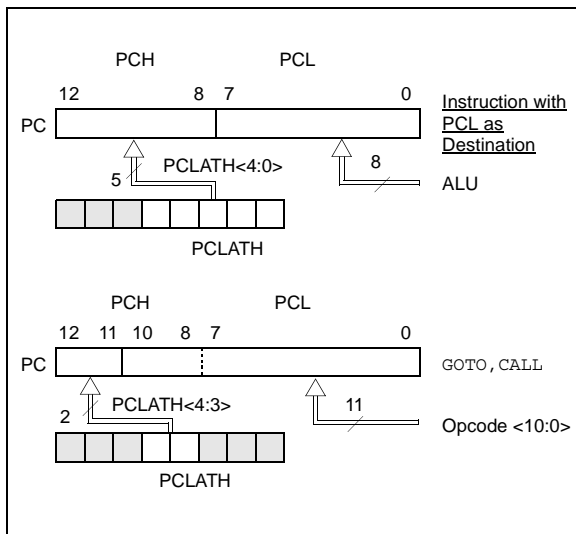 PCH PCL
12 8 7 0
PC
Instruction with
PCL as
Destination
5 PCLATH<4:0>
8
ALU
PCLATH
PCH PCL
12 11 10 8 7 0
PC
GOTO, CALL
2 PCLATH<4:3>
11
Opcode <10:0>
PCLATH